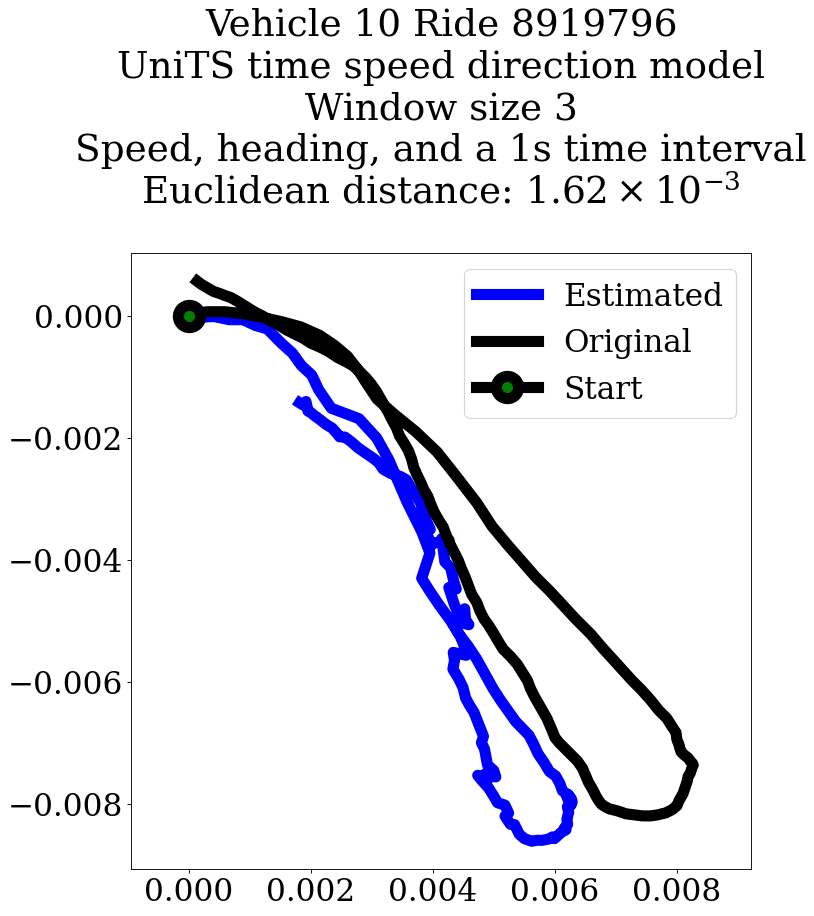 Vehicle 10 Ride 8919796
UniTS time speed direction model
Window size 3
Speed, heading, and a 1s time interval
Euclidean distance: 1.62 × 10⁻³
Estimated
Original
Start
0.000
−0.002
−0.004
−0.006
−0.008
0.000 0.002 0.004 0.006 0.008